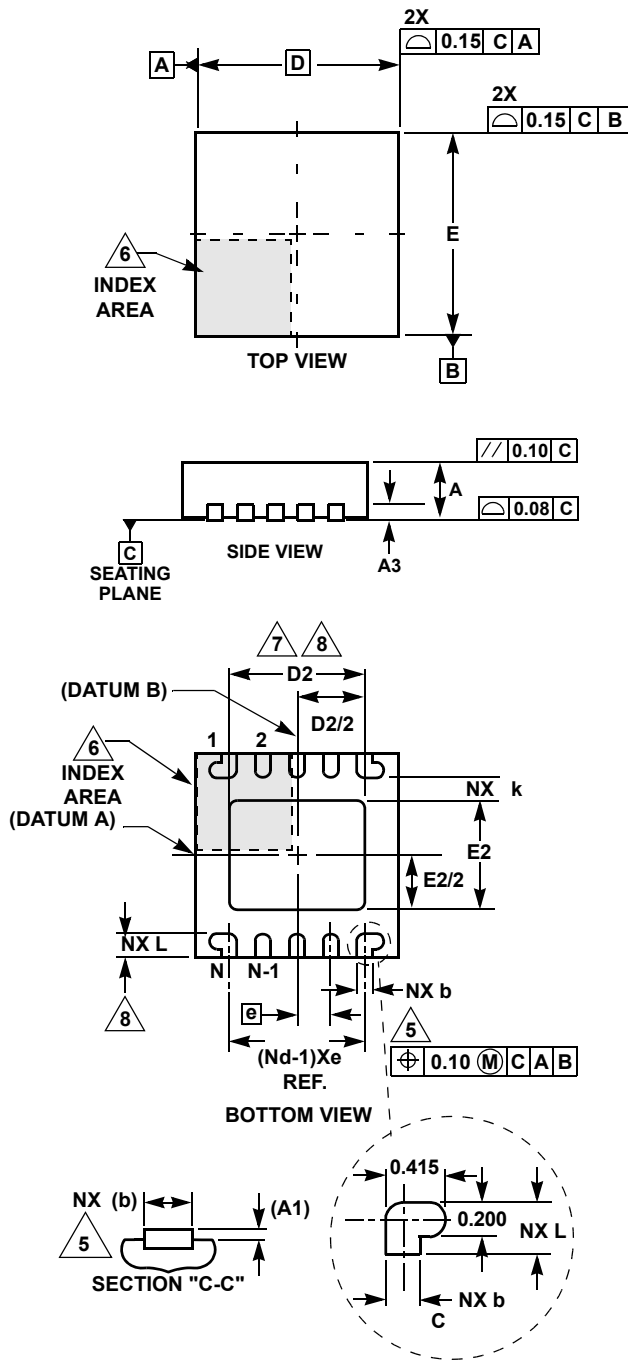 2X
⌓ 0.15 C A
A
D
2X
⌓ 0.15 C B
E
6
INDEX
AREA
TOP VIEW
B
// 0.10 C
A
⌓ 0.08 C
C
SEATING
PLANE
SIDE VIEW
A3
7 8
D2
(DATUM B)
D2/2
6
INDEX
AREA
1 2
NX k
(DATUM A)
E2
E2/2
NX L
N N-1
NX b
8
e
5
(Nd-1)Xe
REF.
⌖ 0.10 Ⓜ C A B
BOTTOM VIEW
0.415
NX (b)
(A1)
0.200
NX L
5
SECTION "C-C"
NX b
C